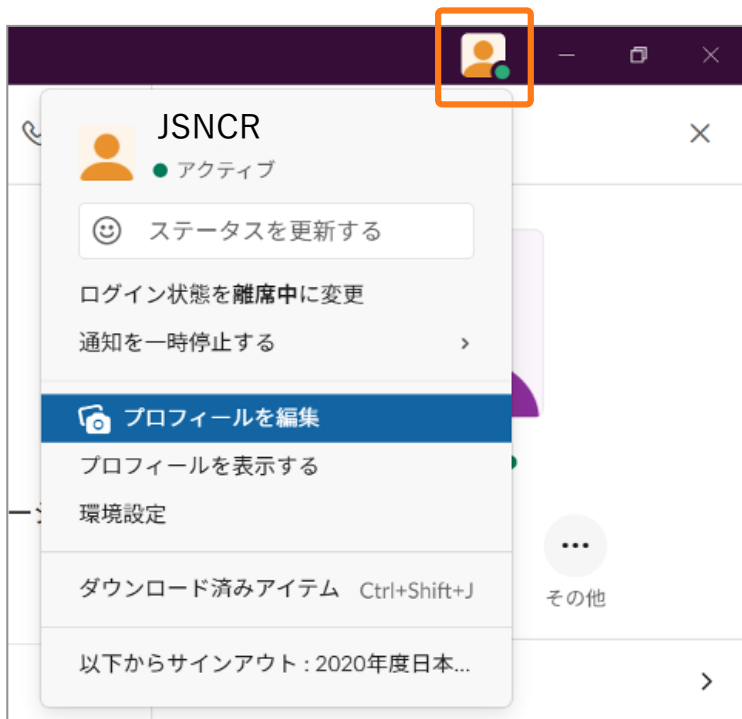 JSNCR
アクティブ
ステータスを更新する
ログイン状態を離席中に変更
通知を一時停止する
プロフィールを編集
プロフィールを表示する
環境設定
ダウンロード済みアイテム Ctrl+Shift+J
その他
以下からサインアウト : 2020年度日本...